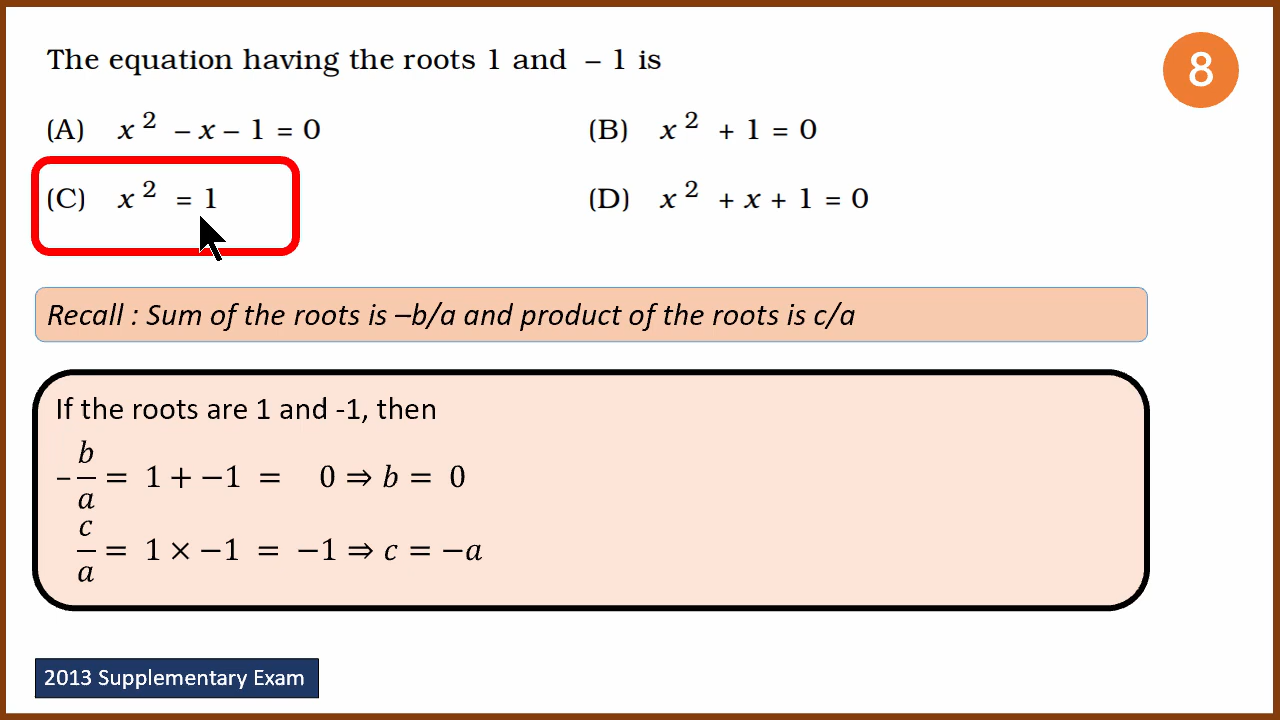 The equation having the roots 1 and – 1 is
8
(A) x² – x – 1 = 0 (B) x² + 1 = 0
(C) x² = 1 (D) x² + x + 1 = 0
Recall : Sum of the roots is –b/a and product of the roots is c/a
If the roots are 1 and -1, then
–b/a = 1 + −1 = 0 ⇒ b = 0
c/a = 1 × −1 = −1 ⇒ c = −a
2013 Supplementary Exam